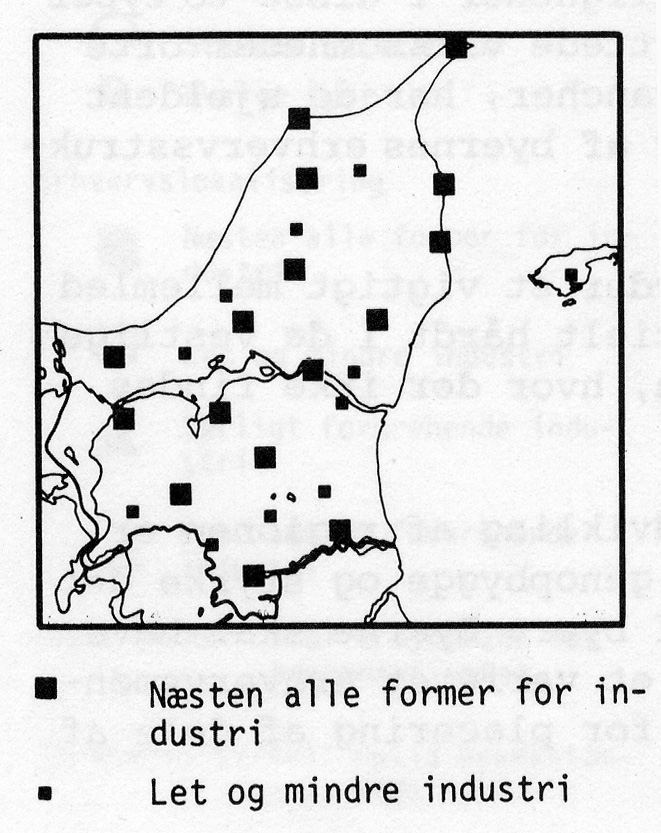 Næsten alle former for in-
dustri
Let og mindre industri